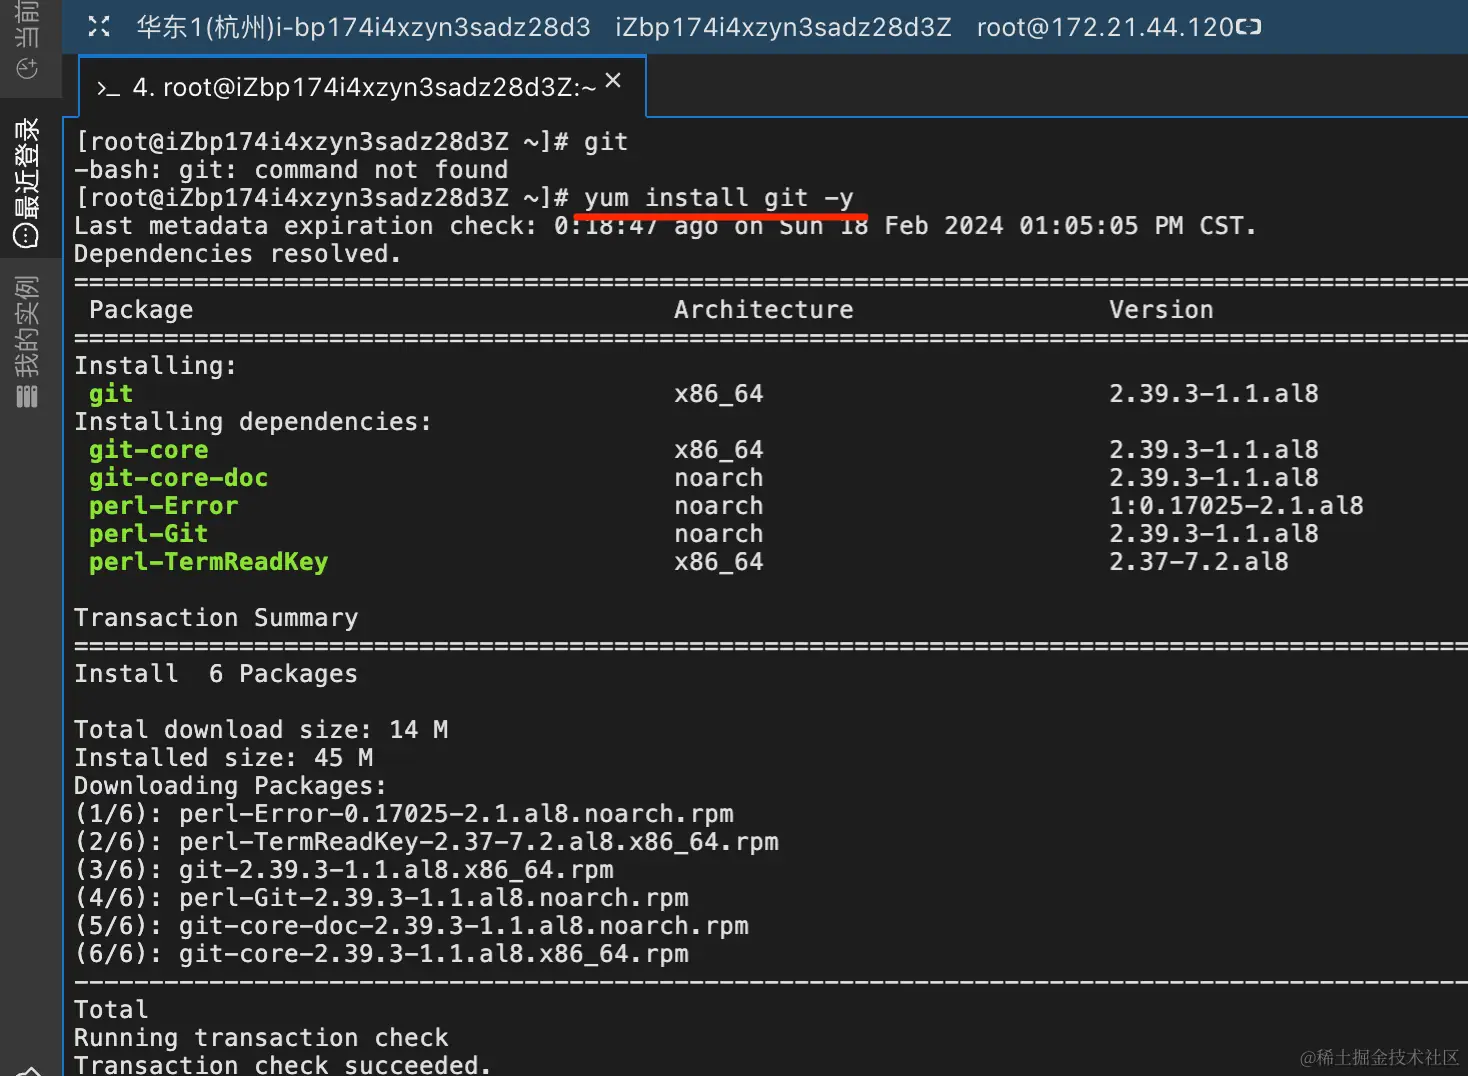 华东1(杭州)i-bp174i4xzyn3sadz28d3 iZbp174i4xzyn3sadz28d3Z root@172.21.44.120
当前
最近登录
我的实例
>_ 4. root@iZbp174i4xzyn3sadz28d3Z:~ ×
[root@iZbp174i4xzyn3sadz28d3Z ~]# git
-bash: git: command not found
[root@iZbp174i4xzyn3sadz28d3Z ~]# yum install git -y
Last metadata expiration check: 0:18:47 ago on Sun 18 Feb 2024 01:05:05 PM CST.
Dependencies resolved.
Package Architecture Version
Installing:
git x86_64 2.39.3-1.1.al8
Installing dependencies:
git-core x86_64 2.39.3-1.1.al8
git-core-doc noarch 2.39.3-1.1.al8
perl-Error noarch 1:0.17025-2.1.al8
perl-Git noarch 2.39.3-1.1.al8
perl-TermReadKey x86_64 2.37-7.2.al8
Transaction Summary
Install  6 Packages
Total download size: 14 M
Installed size: 45 M
Downloading Packages:
(1/6): perl-Error-0.17025-2.1.al8.noarch.rpm
(2/6): perl-TermReadKey-2.37-7.2.al8.x86_64.rpm
(3/6): git-2.39.3-1.1.al8.x86_64.rpm
(4/6): perl-Git-2.39.3-1.1.al8.noarch.rpm
(5/6): git-core-doc-2.39.3-1.1.al8.noarch.rpm
(6/6): git-core-2.39.3-1.1.al8.x86_64.rpm
Total
Running transaction check
Transaction check succeeded.
@稀土掘金技术社区